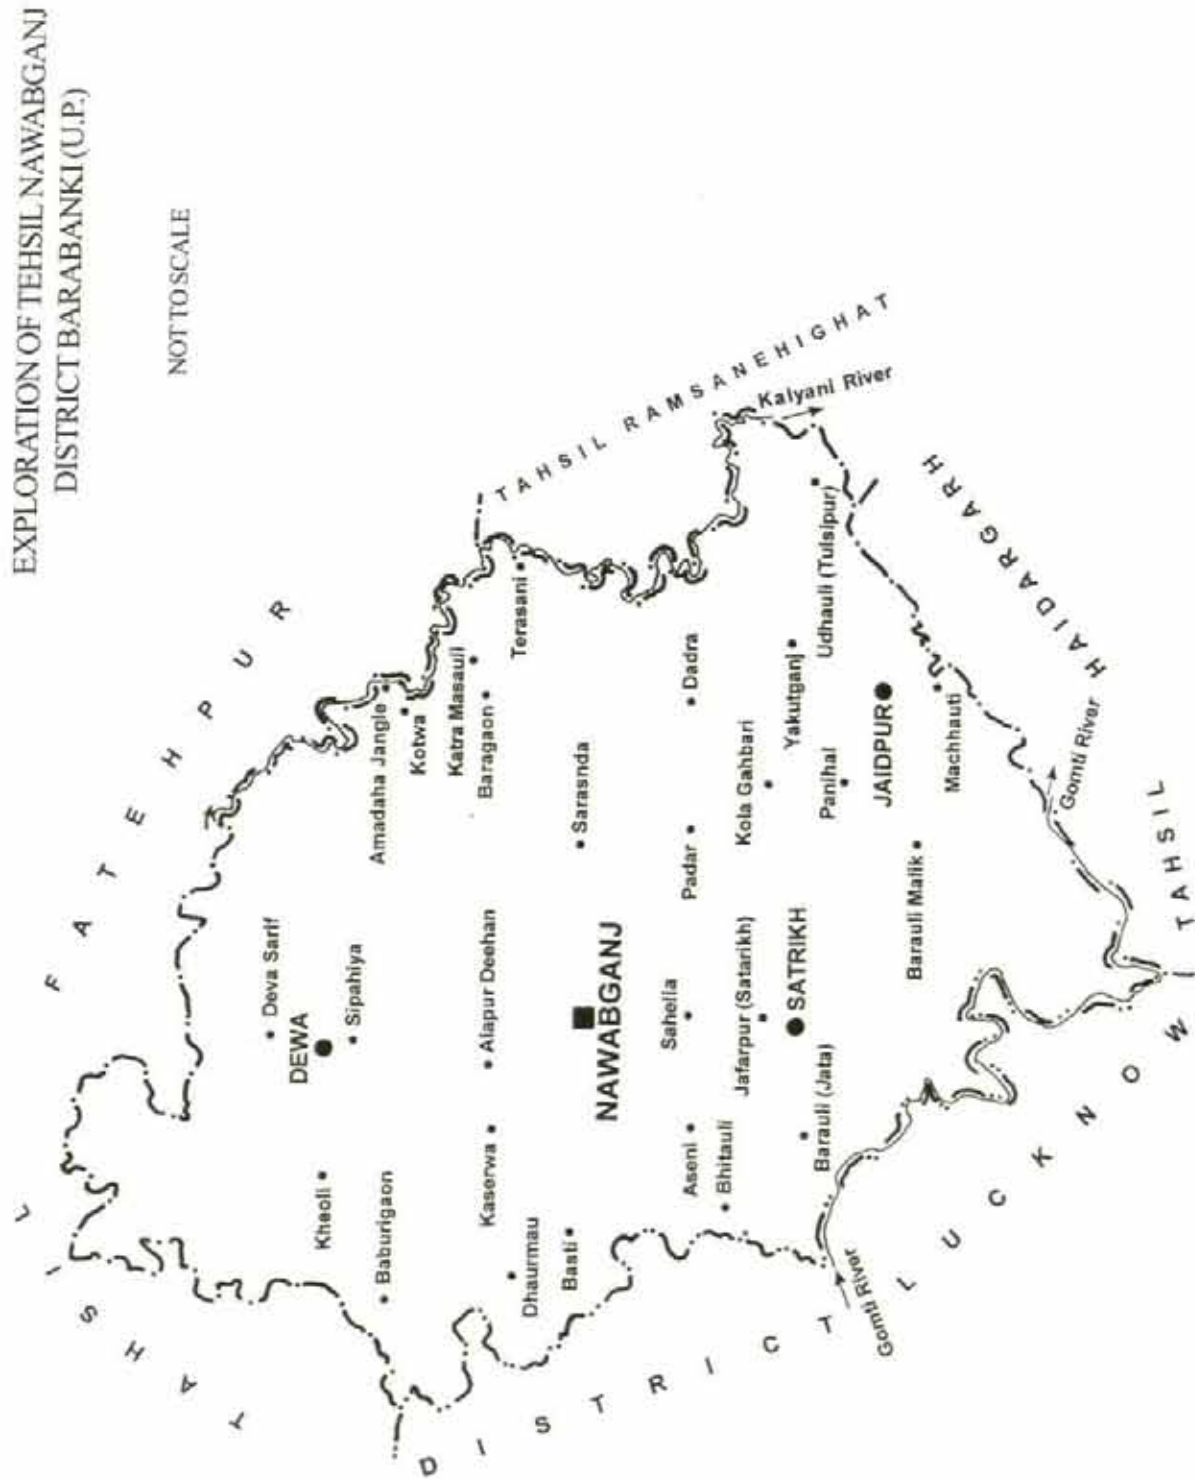 EXPLORATION OF TEHSIL NAWABGANJ
DISTRICT BARABANKI (U.P.)
NOT TO SCALE
TAHSIL FATEHPUR
Deva Sarif
DEWA
Sipahiya
Kheoli
Baburigaon
Amadaha Jangle
Kotwa
Katra Masauli
Baragaon
Terasani
TAHSIL RAMSANEHIGHAT
Alapur Deehan
Kaserwa
Dhaurmau
Basti
Sarasnda
NAWABGANJ
Sahelia
Aseni
Bhitauli
Padar
Dadra
Kola Gahbari
Jafarpur (Satarikh)
SATRIKH
Barauli (Jata)
Yakutganj
Panihal
Udhauli (Tulsipur)
Kalyani River
JAIDPUR
Machhauti
Barauli Malik
Gomti River
Gomti River
DISTRICT LUCKNOW
TAHSIL HAIDARGARH